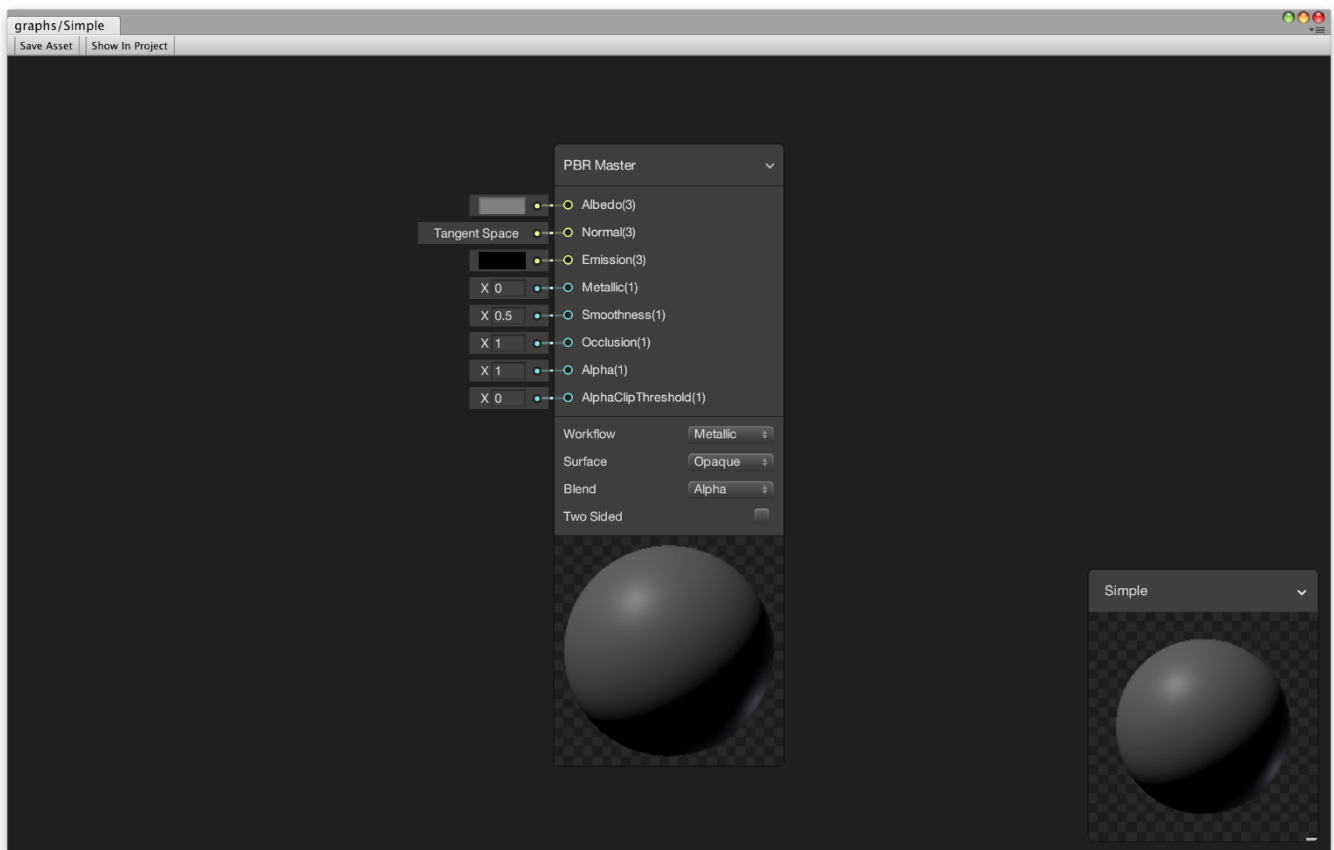 graphs/Simple
Save Asset Show In Project
PBR Master
Albedo(3)
Tangent Space Normal(3)
Emission(3)
X 0 Metallic(1)
X 0.5 Smoothness(1)
X 1 Occlusion(1)
X 1 Alpha(1)
X 0 AlphaClipThreshold(1)
Workflow Metallic
Surface Opaque
Blend Alpha
Two Sided
Simple